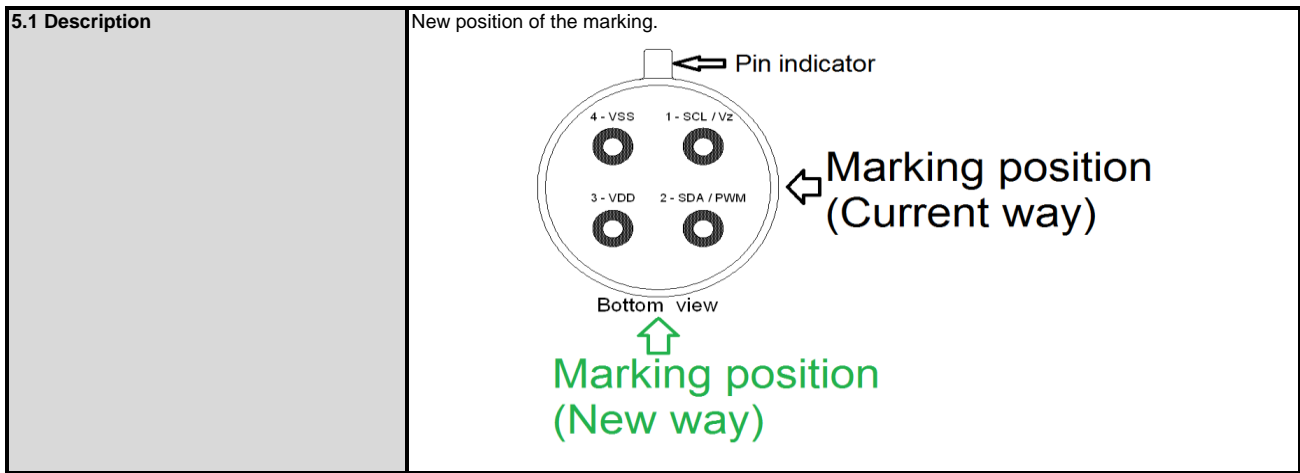 5.1 Description
New position of the marking.
Pin indicator
4 - VSS
1 - SCL / Vz
Marking position
(Current way)
3 - VDD
2 - SDA / PWM
Bottom view
Marking position
(New way)